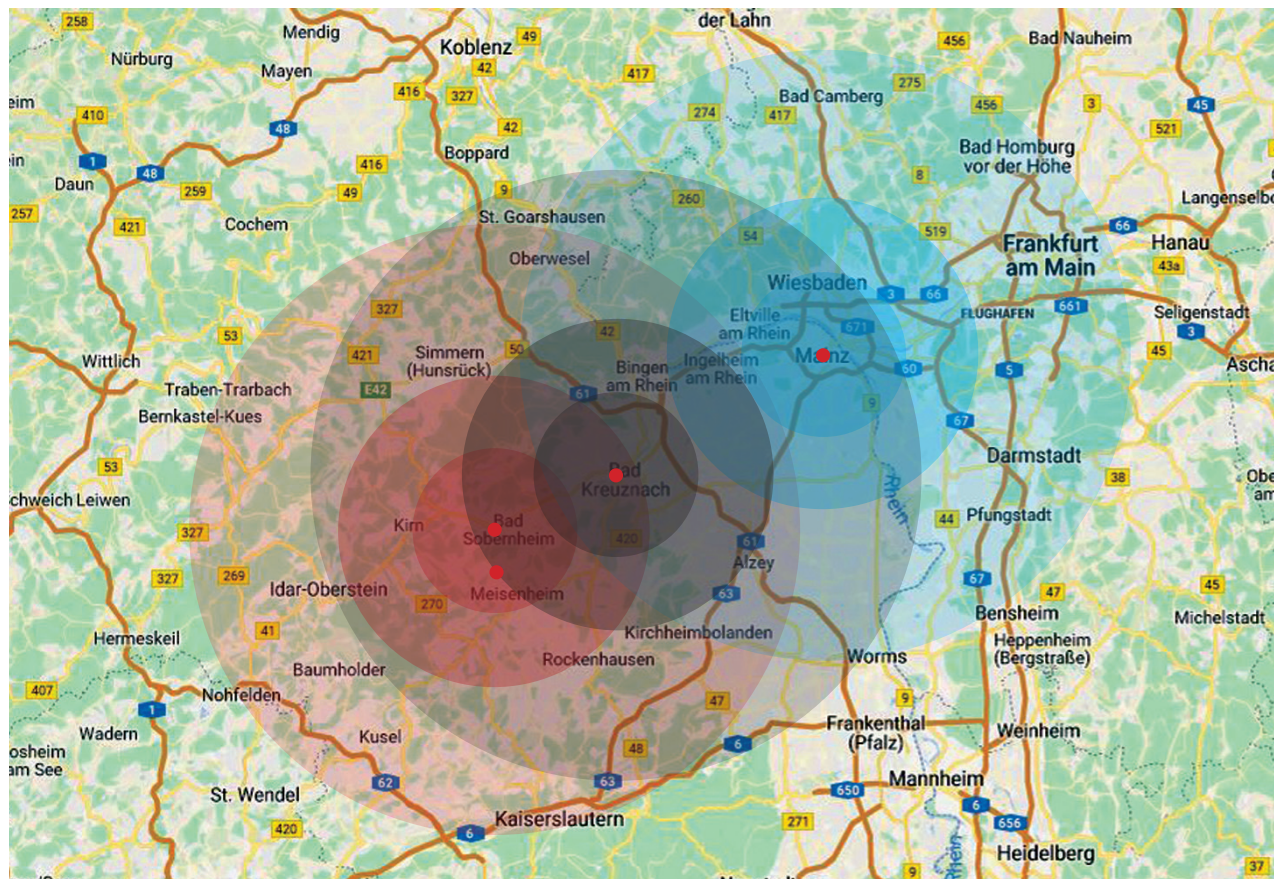 258
Mendig
Koblenz
49
der Lahn
456
Bad Nauheim
Nürburg
Mayen
42
417
275
eim
416
327
Bad Camberg
456
3
45
410
48
42
274
417
521
ein
1
48
416
Boppard
Bad Homburg
vor der Höhe
Daun
259
49
9
260
8
Langenselbo
257
421
Cochem
St. Goarshausen
54
519
66
Frankfurt
am Main
Hanau
Oberwesel
43a
Wiesbaden
3
66
327
Eltville
am Rhein
FLUGHAFEN
661
Seligenstadt
53
42
671
3
421
Simmern
(Hunsrück)
50
Mainz
45
Wittlich
Bingen
am Rhein
Ingelheim
am Rhein
60
5
Ascha
Traben-Trarbach
E42
61
9
Bernkastel-Kues
67
53
Bad
Kreuznach
Darmstadt
38
Obe
am
schweich
Leiwen
Rhein
327
Kirn
Bad
Sobernheim
420
44
Pfungstadt
61
Alzey
327
269
Idar-Oberstein
270
Meisenheim
63
67
47
45
Bensheim
Michelstadt
41
Hermeskeil
Kirchheimbolanden
Heppenheim
(Bergstraße)
Baumholder
Rockenhausen
Worms
407
Nohfelden
47
9
1
Wadern
Kusel
48
6
Frankenthal
(Pfalz)
Weinheim
osheim
am See
62
63
650
Mannheim
St. Wendel
6
420
6
Kaiserslautern
271
656
Rhein
Heidelberg
9
37